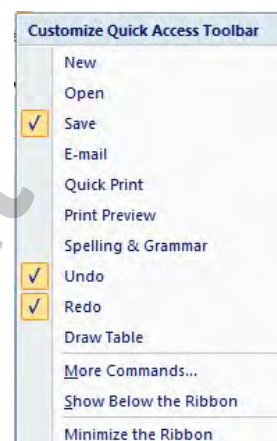 Customize Quick Access Toolbar
New
Open
Save
E-mail
Quick Print
Print Preview
Spelling & Grammar
Undo
Redo
Draw Table
More Commands...
Show Below the Ribbon
Minimize the Ribbon